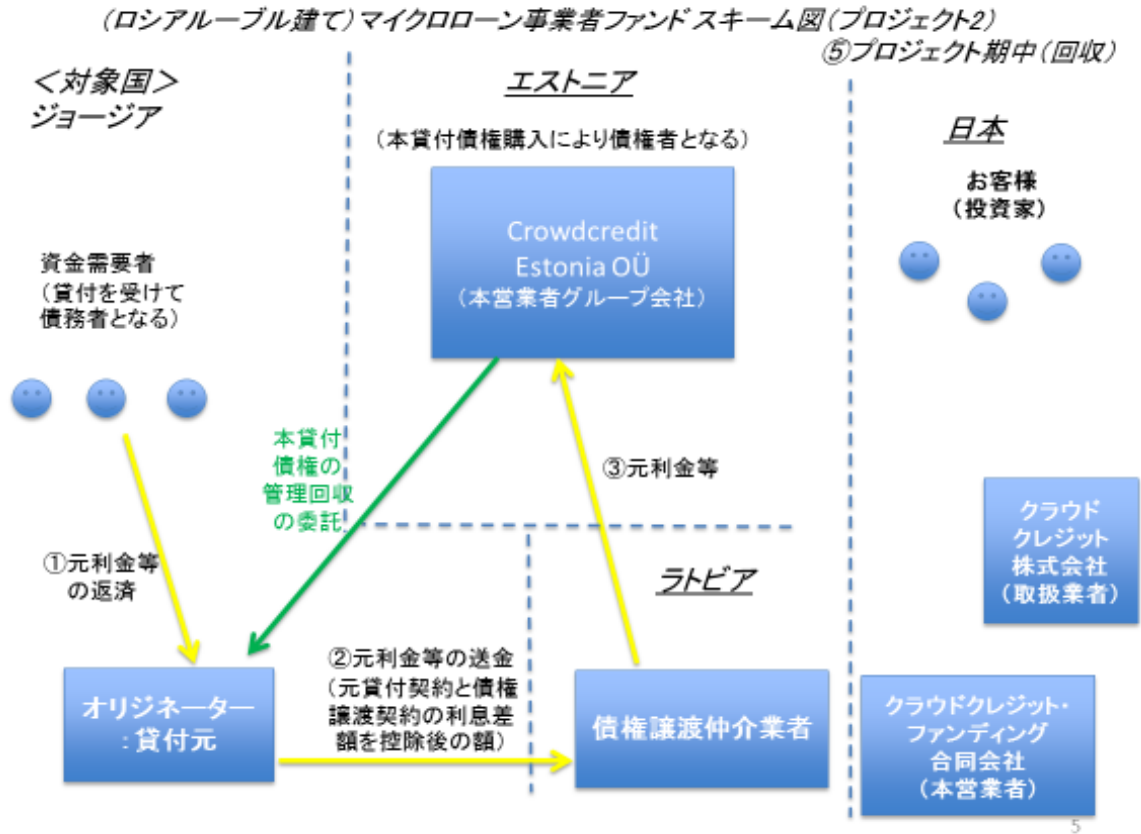 (ロシアルーブル建て)マイクロローン事業者ファンドスキーム図(プロジェクト2)
⑤プロジェクト期中(回収)
<対象国>
ジョージア
エストニア
(本貸付債権購入により債権者となる)
日本
お客様
(投資家)
Crowdcredit
Estonia OÜ
(本営業者グループ会社)
資金需要者
(貸付を受けて
債務者となる)
本貸付
債権の
管理回収
の委託
③元利金等
クラウド
クレジット
株式会社
(取扱業者)
①元利金等
の返済
ラトビア
②元利金等の送金
(元貸付契約と債権
譲渡契約の利息差
額を控除後の額)
オリジネーター
:貸付元
債権譲渡仲介業者
クラウドクレジット・
ファンディング
合同会社
(本営業者)
5